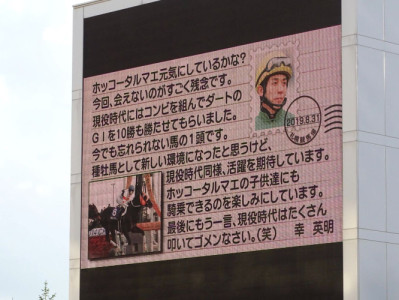 ホッコータルマエ元気にしているかな?
今回、会えないのがすごく残念です。
現役時代にはコンビを組んでダートの
GⅠを10勝も勝たせてもらいました。
今でも忘れられない馬の1頭です。
種牡馬として新しい環境になったと思うけど、
現役時代同様、活躍を期待しています。
ホッコータルマエの子供達にも
騎乗できるのを楽しみにしています。
最後にもう一言、現役時代はたくさん
叩いてゴメンなさい。(笑) 幸 英明
2019.8.31